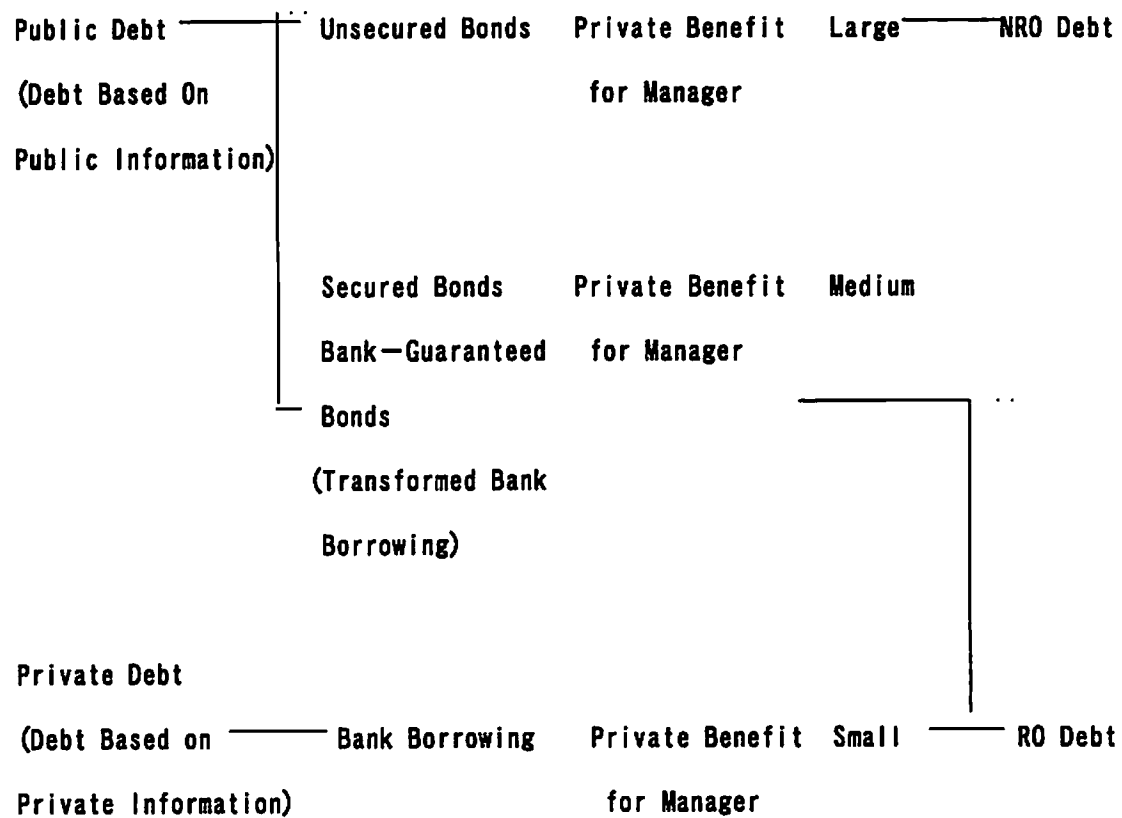 Public Debt Unsecured Bonds Private Benefit Large NRO Debt
(Debt Based On for Manager
Public Information)
Secured Bonds Private Benefit Medium
Bank-Guaranteed for Manager
Bonds
(Transformed Bank
Borrowing)
Private Debt
(Debt Based on Bank Borrowing Private Benefit Small RO Debt
Private Information) for Manager